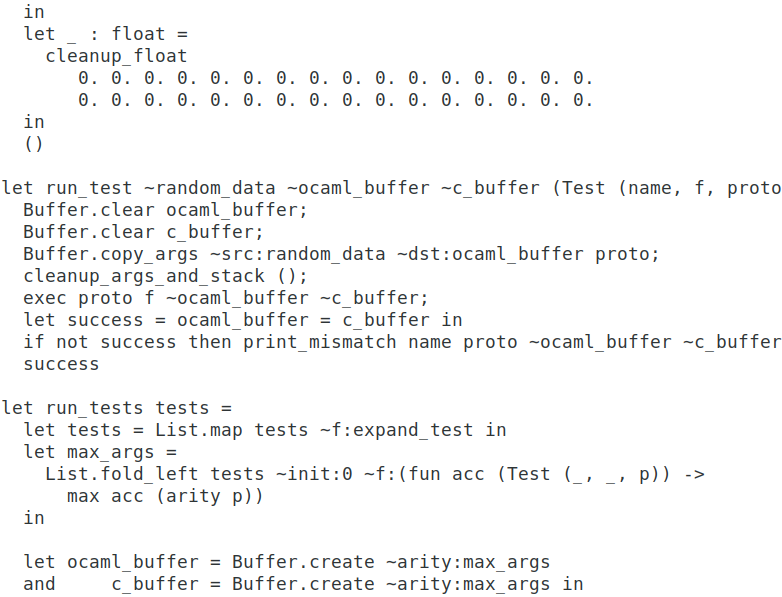 in
let _ : float =
cleanup_float
0. 0. 0. 0. 0. 0. 0. 0. 0. 0. 0. 0. 0. 0. 0. 0.
0. 0. 0. 0. 0. 0. 0. 0. 0. 0. 0. 0. 0. 0. 0. 0.
in
()
let run_test ~random_data ~ocaml_buffer ~c_buffer (Test (name, f, proto
Buffer.clear ocaml_buffer;
Buffer.clear c_buffer;
Buffer.copy_args ~src:random_data ~dst:ocaml_buffer proto;
cleanup_args_and_stack ();
exec proto f ~ocaml_buffer ~c_buffer;
let success = ocaml_buffer = c_buffer in
if not success then print_mismatch name proto ~ocaml_buffer ~c_buffer
success
let run_tests tests =
let tests = List.map tests ~f:expand_test in
let max_args =
List.fold_left tests ~init:0 ~f:(fun acc (Test (_, _, p)) ->
max acc (arity p))
in
let ocaml_buffer = Buffer.create ~arity:max_args
and     c_buffer = Buffer.create ~arity:max_args in